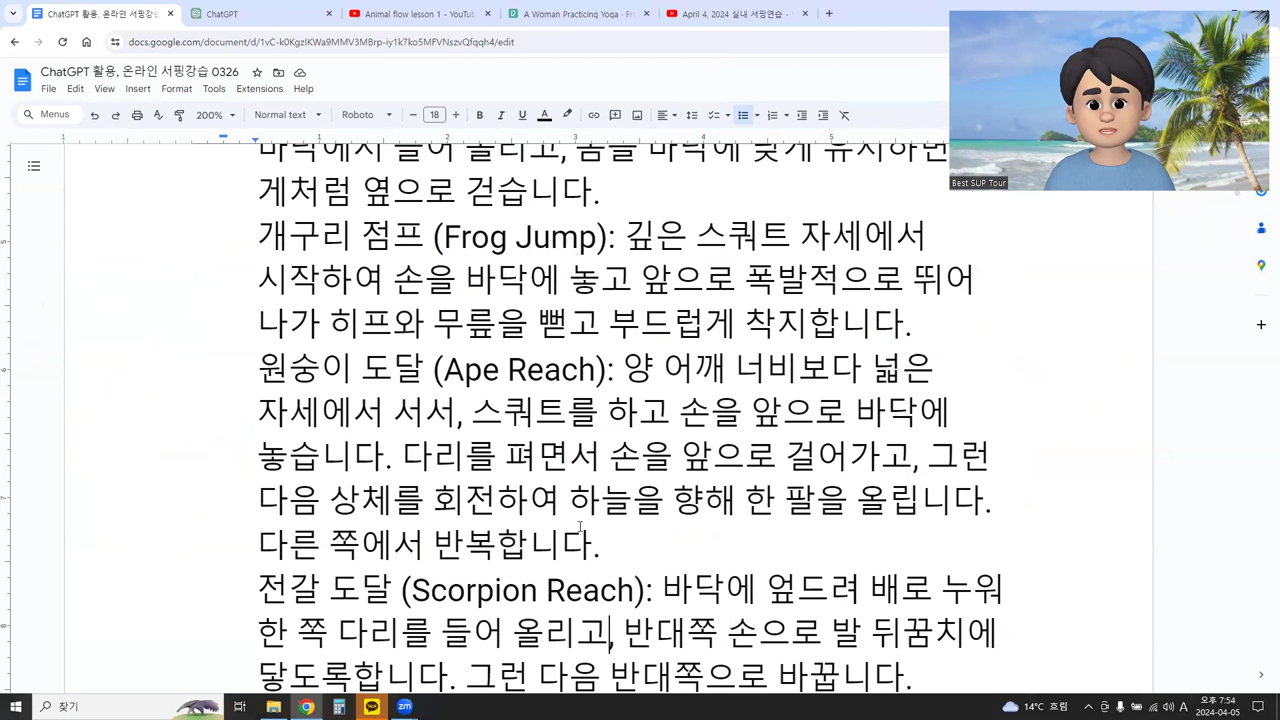 ChatGPT 활용, 온라인 서핑강습
ChatGPT
Animal flow lesson 1 - YouTube
A Woman Practicing Yoga - Fr
April 4, 2024 실내 서핑연습 -
docs.google.com/document/d/1vC-k0KgzIKWa9MMV3MBrp-iy1k7ko5MFVNszvQfqqh4/edit
ChatGPT 활용, 온라인 서핑강습 0326
File Edit View Insert Format Tools Extensions Help
Menus 200% Normal text Roboto 18 B I U A
1 1 2 3 4 5
바닥에서 들어 올리고, 몸을 바닥에 낮게 유지하면
게처럼 옆으로 걷습니다.
개구리 점프 (Frog Jump): 깊은 스쿼트 자세에서
시작하여 손을 바닥에 놓고 앞으로 폭발적으로 뛰어
나가 히프와 무릎을 뻗고 부드럽게 착지합니다.
원숭이 도달 (Ape Reach): 양 어깨 너비보다 넓은
자세에서 서서, 스쿼트를 하고 손을 앞으로 바닥에
놓습니다. 다리를 펴면서 손을 앞으로 걸어가고, 그런
다음 상체를 회전하여 하늘을 향해 한 팔을 올립니다.
다른 쪽에서 반복합니다.
전갈 도달 (Scorpion Reach): 바닥에 엎드려 배로 누워
한 쪽 다리를 들어 올리고, 반대쪽 손으로 발 뒤꿈치에
닿도록합니다. 그런 다음 반대쪽으로 바꿉니다.
5
6
7
Best SUP Tour
찾기
TALK
zm
14°C 흐림
A
오후 7:54
2024-04-05